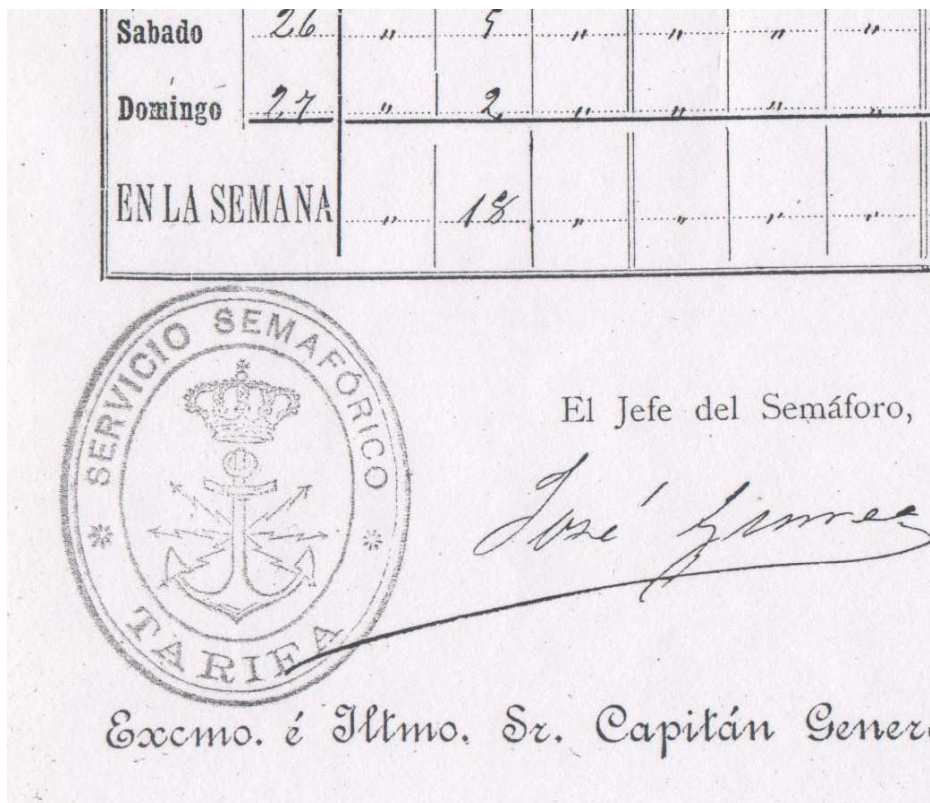 Sabado 26 " 5 " " " "
Domingo 27 " 2 " " " "
EN LA SEMANA " 18 " " " "
SERVICIO SEMAFÓRICO
TARIFA
El Jefe del Semáforo,
José
Excmo. é Iltmo. Sr. Capitán Gener